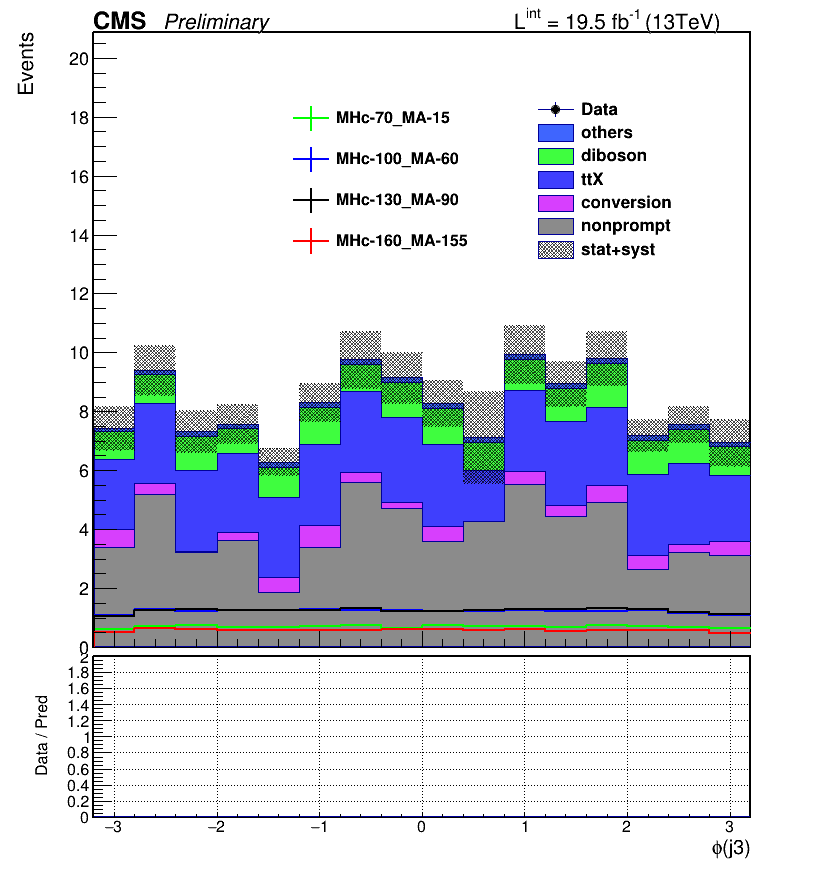 CMS Preliminary L^int = 19.5 fb^-1 (13TeV)
Events
20
18
16
14
12
10
8
6
4
2
0
MHc-70_MA-15
MHc-100_MA-60
MHc-130_MA-90
MHc-160_MA-155
Data
others
diboson
ttX
conversion
nonprompt
stat+syst
Data / Pred
2
1.8
1.6
1.4
1.2
1
0.8
0.6
0.4
0.2
0
−3 −2 −1 0 1 2 3
ϕ(j3)